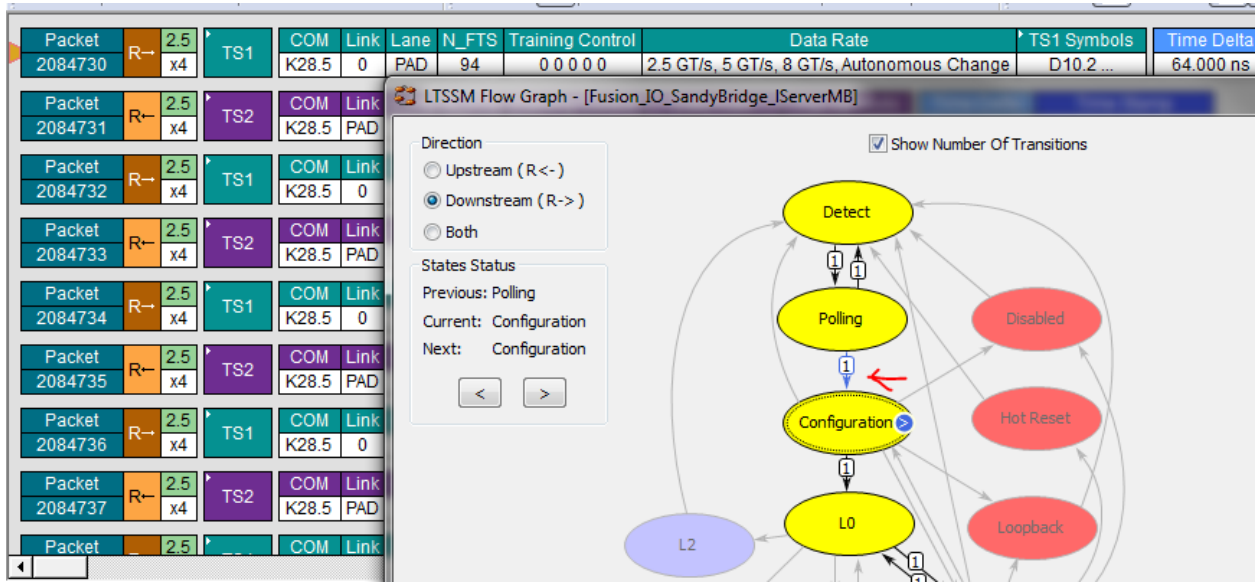 Packet R→ 2.5 TS1 COM Link Lane N_FTS Training Control Data Rate TS1 Symbols Time Delta
2084730 x4 K28.5 0 PAD 94 0 0 0 0 0 2.5 GT/s, 5 GT/s, 8 GT/s, Autonomous Change D10.2 ... 64.000 ns
Packet R← 2.5 TS2 COM Link
2084731 x4 K28.5 PAD
Packet R→ 2.5 TS1 COM Link
2084732 x4 K28.5 0
Packet R← 2.5 TS2 COM Link
2084733 x4 K28.5 PAD
Packet R→ 2.5 TS1 COM Link
2084734 x4 K28.5 0
Packet R← 2.5 TS2 COM Link
2084735 x4 K28.5 PAD
Packet R→ 2.5 TS1 COM Link
2084736 x4 K28.5 0
Packet R← 2.5 TS2 COM Link
2084737 x4 K28.5 PAD
Packet 2.5 COM Link
LTSSM Flow Graph - [Fusion_IO_SandyBridge_IServerMB]
Direction
Upstream ( R<- )
Downstream ( R-> )
Both
States Status
Previous: Polling
Current: Configuration
Next: Configuration
< >
Show Number Of Transitions
Detect
1 1
Polling
Disabled
1
Configuration >
Hot Reset
1
L0
Loopback
L2
1